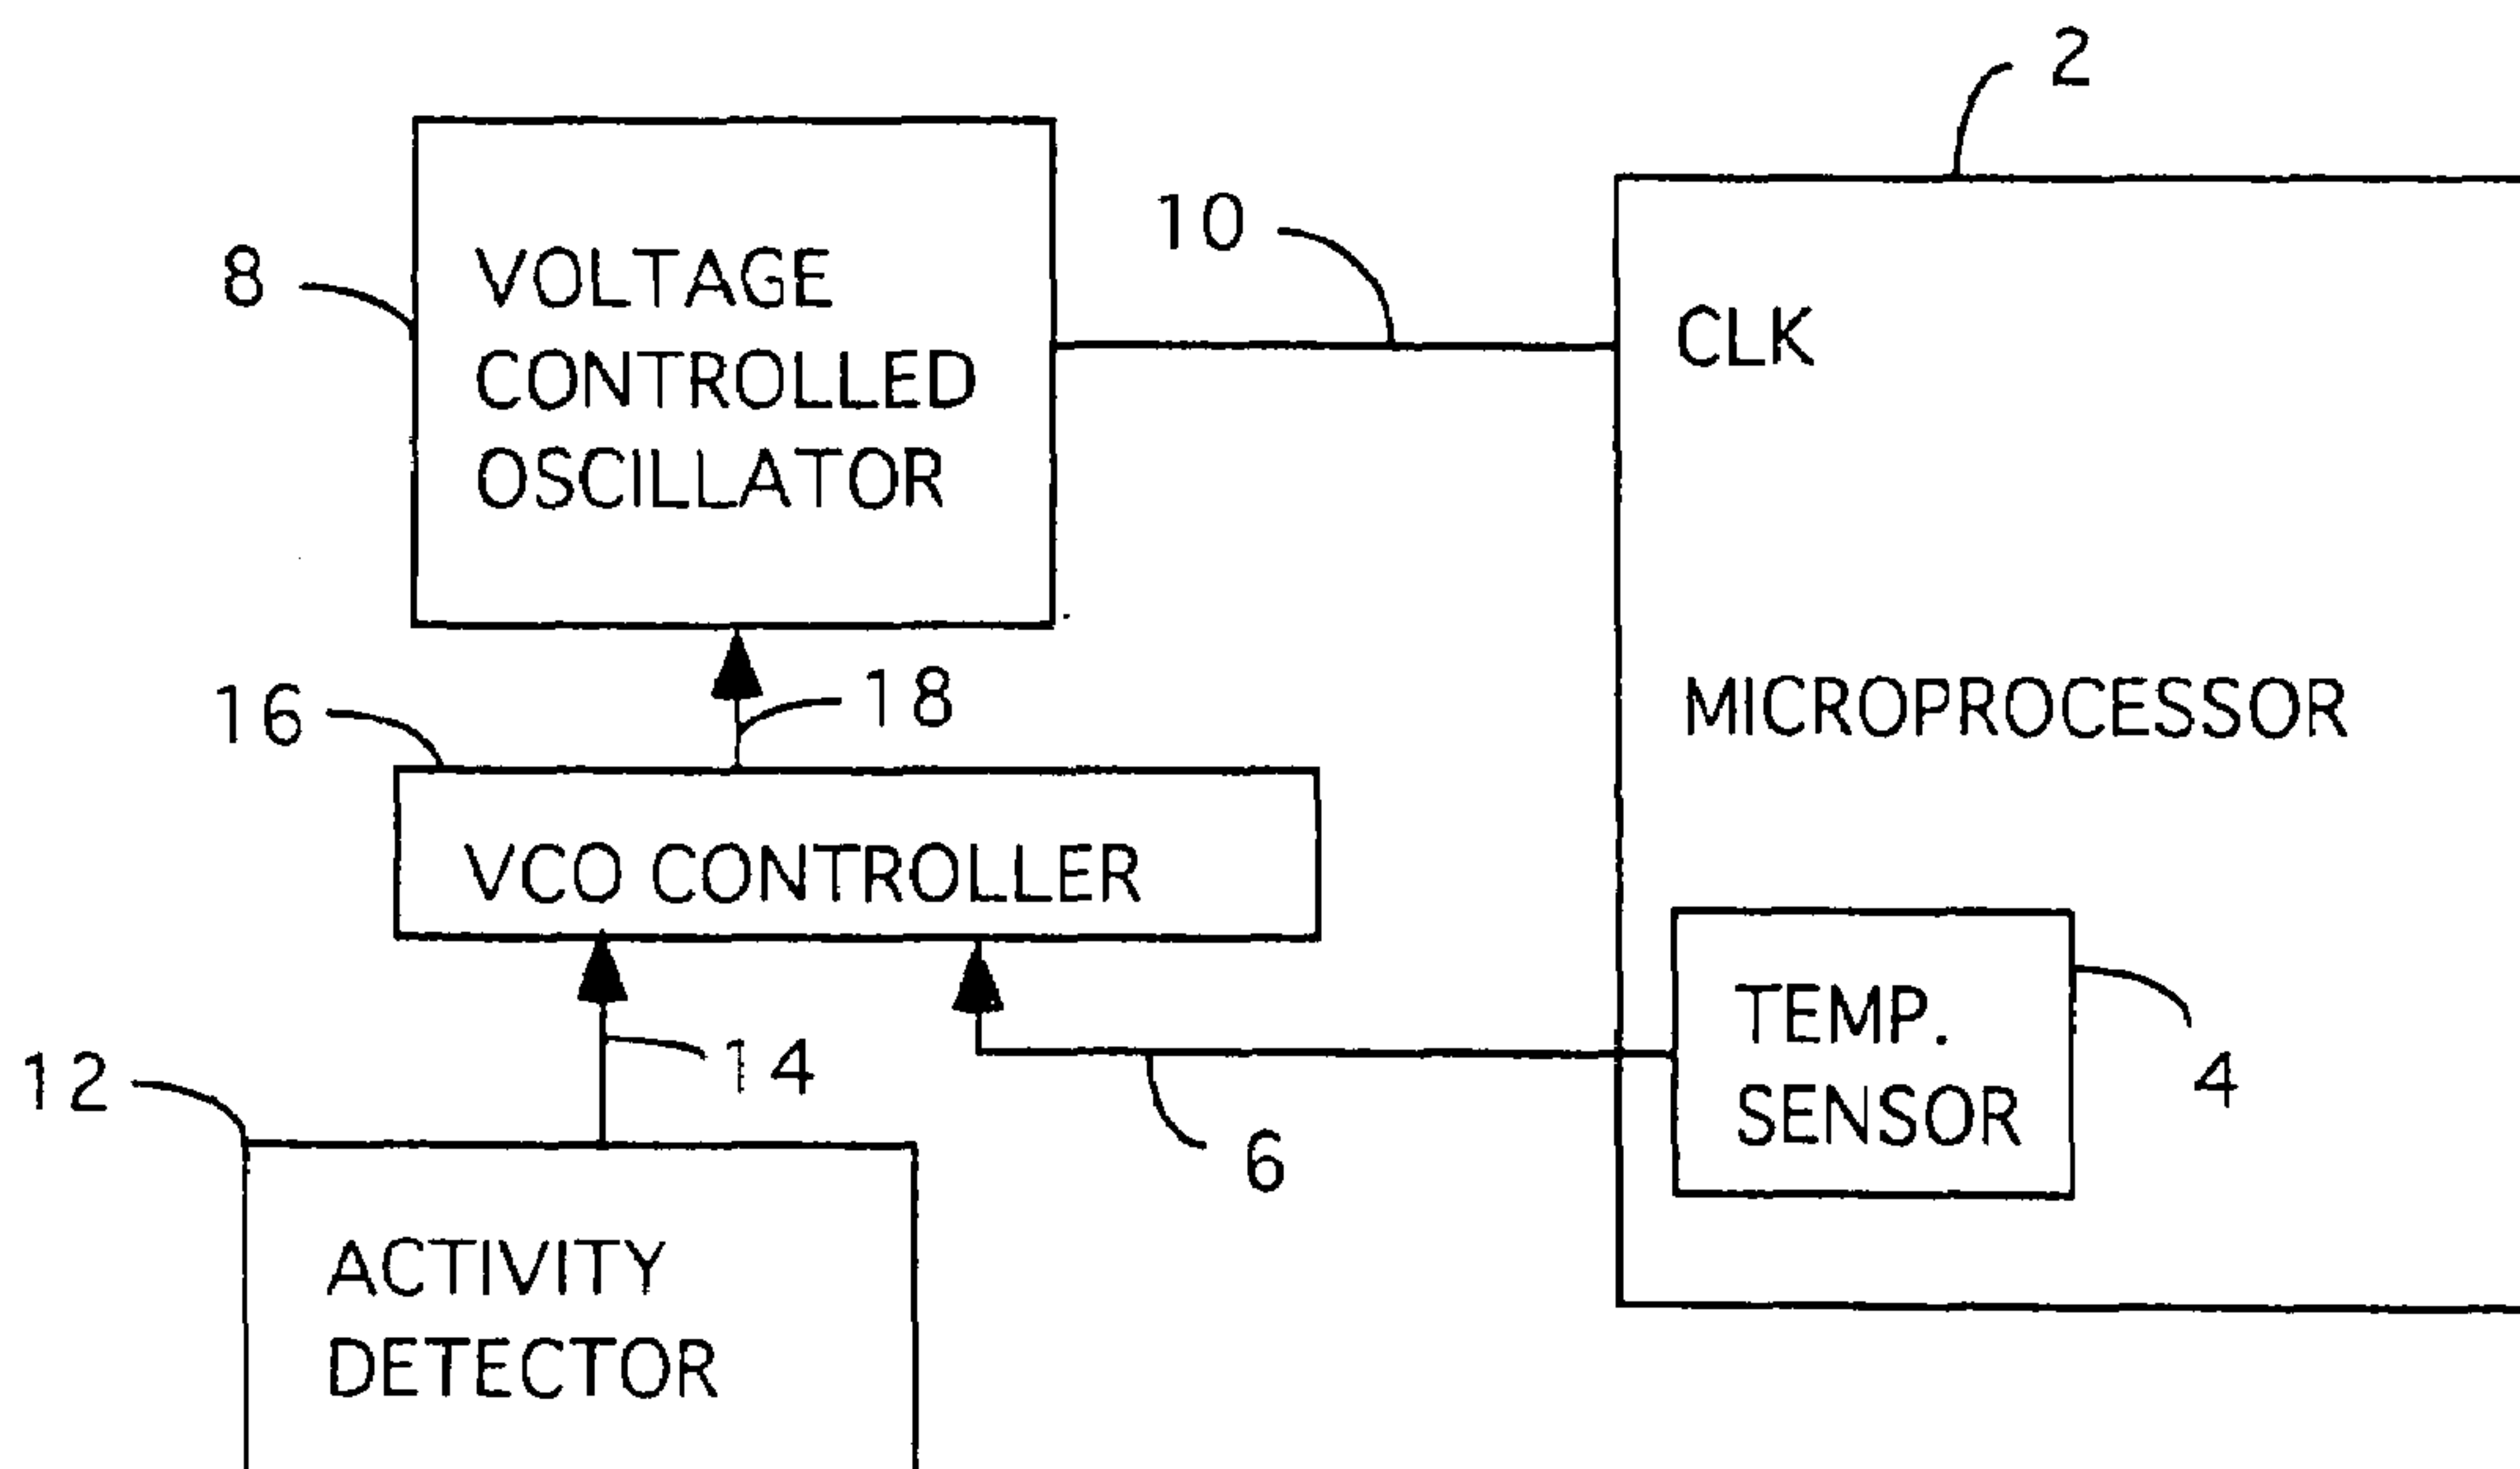 2
10
8
VOLTAGE
CONTROLLED
OSCILLATOR
CLK
18
16
MICROPROCESSOR
VCO CONTROLLER
TEMP.
SENSOR
14
12
4
6
ACTIVITY
DETECTOR